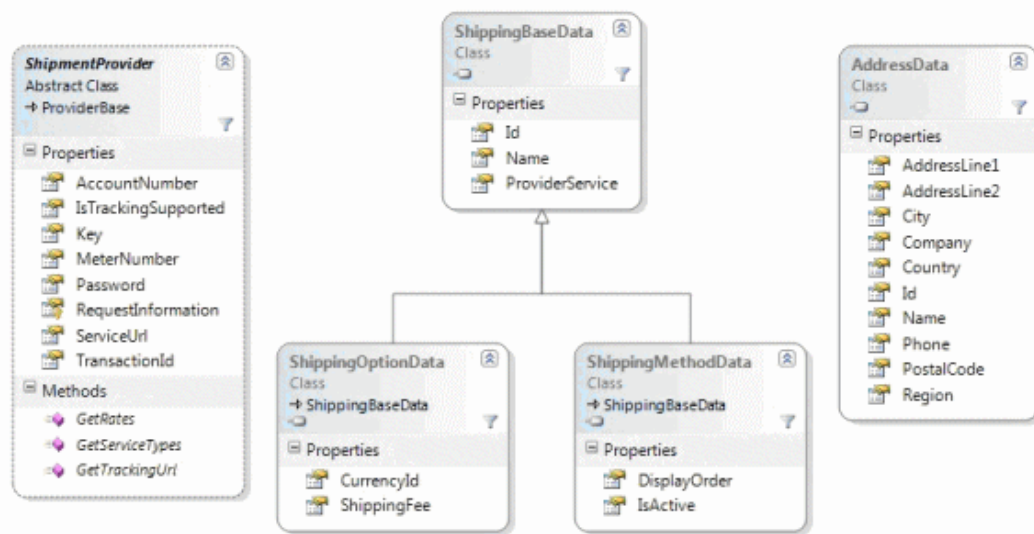 ShipmentProvider
Abstract Class
ProviderBase
Properties
AccountNumber
IsTrackingSupported
Key
MeterNumber
Password
RequestInformation
ServiceUrl
TransactionId
Methods
GetRates
GetServiceTypes
GetTrackingUrl
ShippingBaseData
Class
Properties
Id
Name
ProviderService
ShippingOptionData
Class
ShippingBaseData
Properties
CurrencyId
ShippingFee
ShippingMethodData
Class
ShippingBaseData
Properties
DisplayOrder
IsActive
AddressData
Class
Properties
AddressLine1
AddressLine2
City
Company
Country
Id
Name
Phone
PostalCode
Region